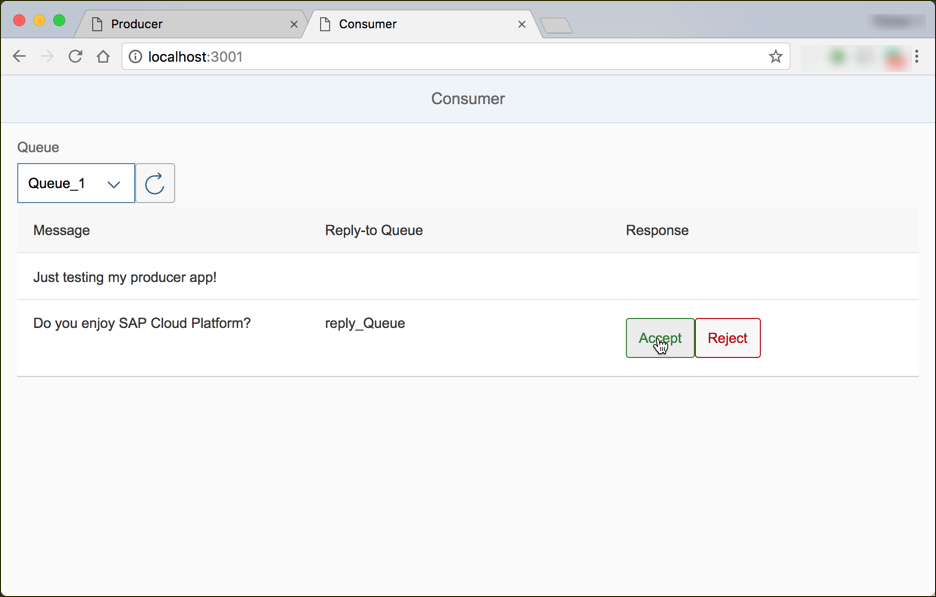 Producer
Consumer
localhost:3001
Consumer
Queue
Queue_1
Message Reply-to Queue Response
Just testing my producer app!
Do you enjoy SAP Cloud Platform? reply_Queue Accept Reject